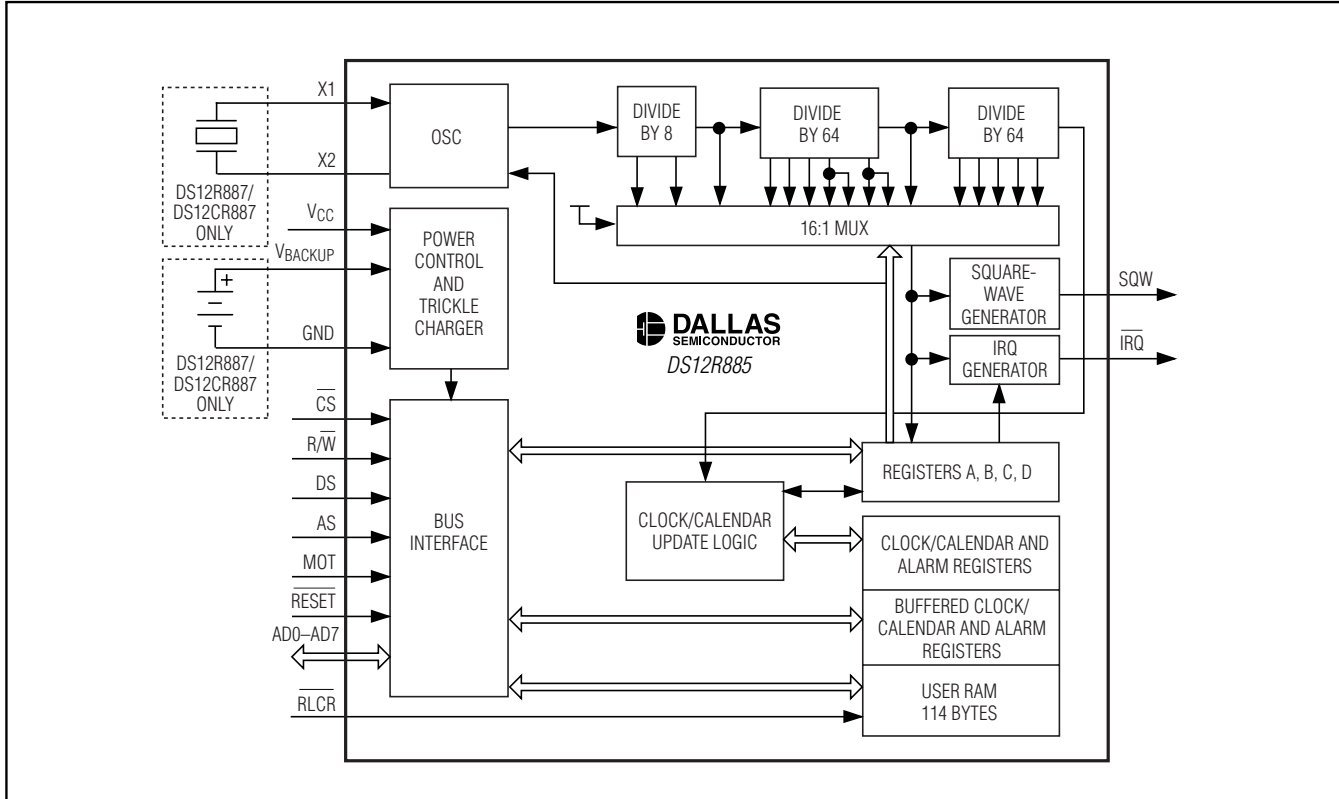 X1
X2
DS12R887/
DS12CR887
ONLY
VCC
VBACKUP
+
GND
DS12R887/
DS12CR887
ONLY
CS
R/W
DS
AS
MOT
RESET
AD0–AD7
RLCR
OSC
POWER
CONTROL
AND
TRICKLE
CHARGER
BUS
INTERFACE
DIVIDE
BY 8
DIVIDE
BY 64
DIVIDE
BY 64
16:1 MUX
DALLAS
SEMICONDUCTOR
DS12R885
SQUARE-
WAVE
GENERATOR
SQW
IRQ
GENERATOR
IRQ
REGISTERS A, B, C, D
CLOCK/CALENDAR
UPDATE LOGIC
CLOCK/CALENDAR AND
ALARM REGISTERS
BUFFERED CLOCK/
CALENDAR AND ALARM
REGISTERS
USER RAM
114 BYTES